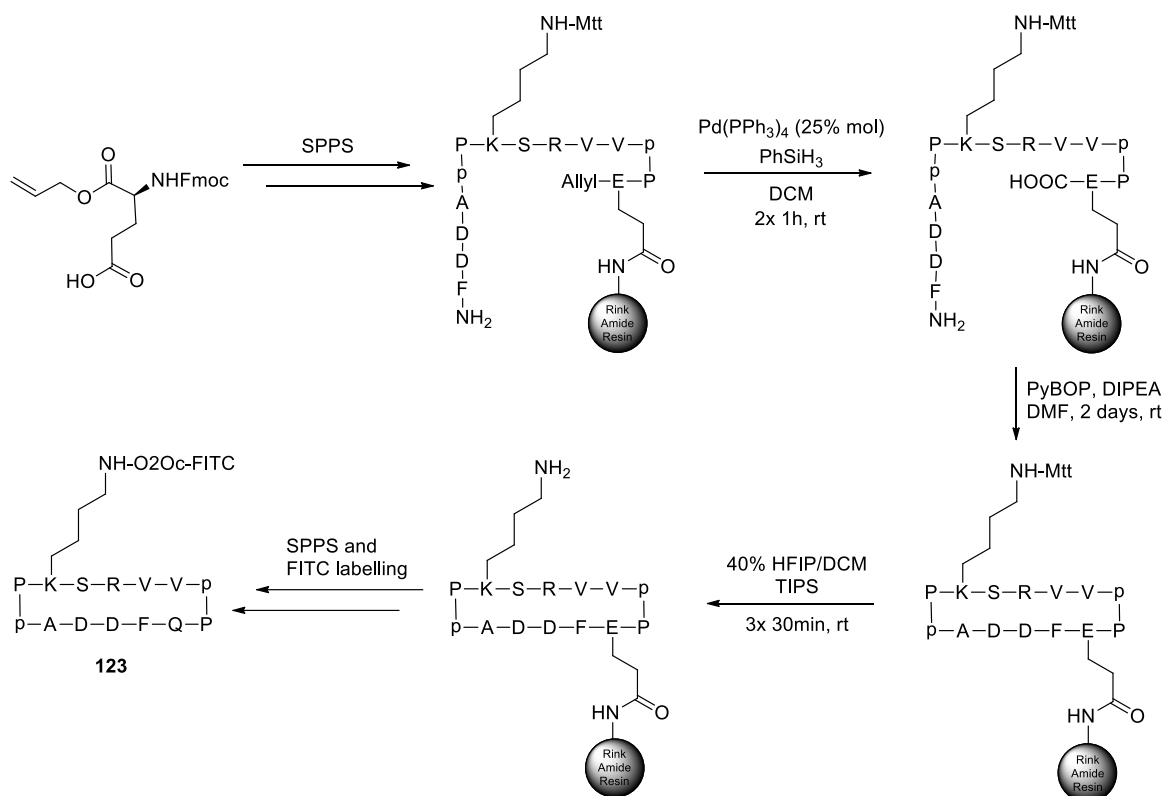 O
O
NHFmoc
HO
O
SPPS
NH-Mtt
P–K–S–R–V–V–p
p
Allyl–E–P
A
D
D
F
NH2
HN
O
Rink
Amide
Resin
Pd(PPh3)4 (25% mol)
PhSiH3
DCM
2x 1h, rt
NH-Mtt
P–K–S–R–V–V–p
p
HOOC–E–P
A
D
D
F
NH2
HN
O
Rink
Amide
Resin
PyBOP, DIPEA
DMF, 2 days, rt
NH-Mtt
P–K–S–R–V–V–p
p–A–D–D–F–E–P
HN
O
Rink
Amide
Resin
40% HFIP/DCM
TIPS
3x 30min, rt
NH2
P–K–S–R–V–V–p
p–A–D–D–F–E–P
HN
O
Rink
Amide
Resin
SPPS and
FITC labelling
NH-O2Oc-FITC
P–K–S–R–V–V–p
p–A–D–D–F–Q–P
123